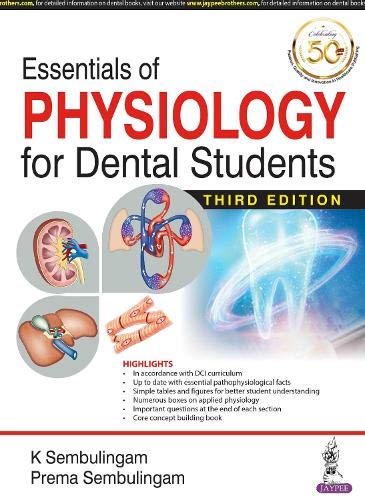 brothers.com, for detailed information on dental books, visit our website www.jaypeebrothers.com, for detailed information on dental book
Celebrating
50
Essentials of
PHYSIOLOGY
for Dental Students
THIRD EDITION
HIGHLIGHTS
• In accordance with DCI curriculum
• Up to date with essential pathophysiological facts
• Simple tables and figures for better student understanding
• Numerous boxes on applied physiology
• Important questions at the end of each section
• Core concept building book
K Sembulingam
Prema Sembulingam
JAYPEE